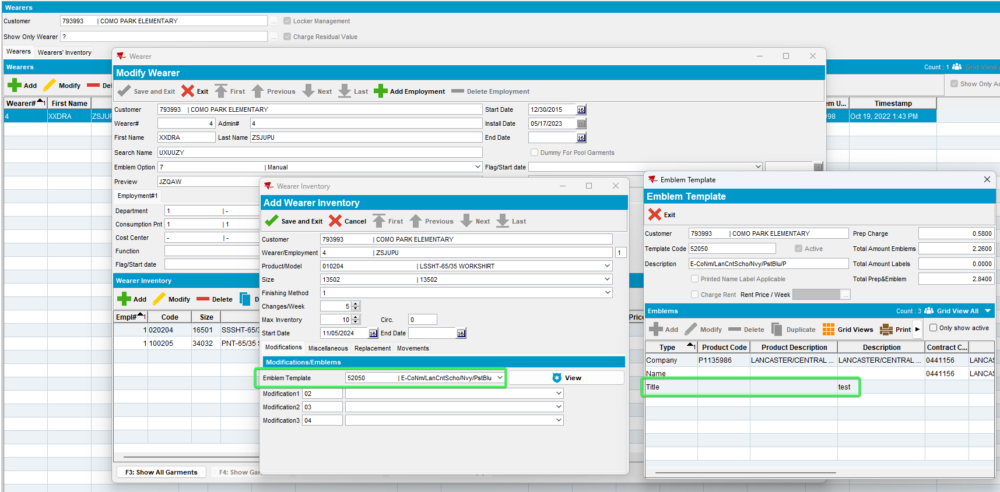 Wearers
Customer 793993 | COMO PARK ELEMENTARY ... Locker Management
Show Only Wearer ? ... Charge Residual Value
Wearers Wearers' Inventory
Wearers Count : 1 Grid View
Add Modify Del Show Only Ac
Wearer# 1 First Name m U... Timestamp
4 XXDRA ZSJUP 098 Oct 19, 2022 1:43 PM
Wearer
Modify Wearer
Save and Exit Exit First Previous Next Last Add Employment Delete Employment
Customer 793993 | COMO PARK ELEMENTARY Start Date 12/30/2015 16
Wearer# 4 Admin# 4 Install Date 05/17/2023 16
First Name XXDRA Last Name ZSJUPU End Date 16
Search Name UXUUZY Dummy For Pool Garments
Emblem Option 7 | Manual Flag/Start date 16
Preview JZQAW
Employment#1
Department 1 | -
Consumption Pnt 1 | 1
Cost Center - | -
Function
Flag/Start date
Wearer Inventory
Add Modify Delete D
Empl# 1 Code Size Price
1 020204 16501 SSSHT-65/3
1 100205 34032 PNT-65/35 S
F3: Show All Garments F4: Show Ga
Wearer Inventory
Add Wearer Inventory
Save and Exit Cancel First Previous Next Last
Customer 793993 | COMO PARK ELEMENTARY
Wearer/Employment 4 | ZSJUPU 1
Product/Model 010204 | LSSHT-65/35 WORKSHIRT
Size 13502 | 13502
Finishing Method 1
Changes/Week 5
Max Inventory 10 Circ. 0
Start Date 11/05/2024 16 End Date 16
Modifications Miscellaneous Replacement Movements
Modifications/Emblems
Emblem Template 52050 | E-CoNm/LanCntScho/Nvy/PstBlu View
Modification1 02
Modification2 03
Modification3 04
Emblem Template
Emblem Template
Exit
Customer 793993 | COMO PARK ELEMENTARY Prep Charge 0.5800
Template Code 52050 Active Total Amount Emblems 2.2600
Description E-CoNm/LanCntScho/Nvy/PstBlu/P Total Amount Labels 0.0000
Printed Name Label Applicable Total Prep&Emblem 2.8400
Charge Rent Rent Price / Week ...
Emblems Count : 3 Grid View All
Add Modify Delete Duplicate Grid Views Print Only show active
Type 1 Product Code Product Description Description Contract C...
Company P1135986 LANCASTER/CENTRAL ... LANCASTER/CENTRAL ... 0441156 LANCAS
Name 0441156 LANCAS
Title test